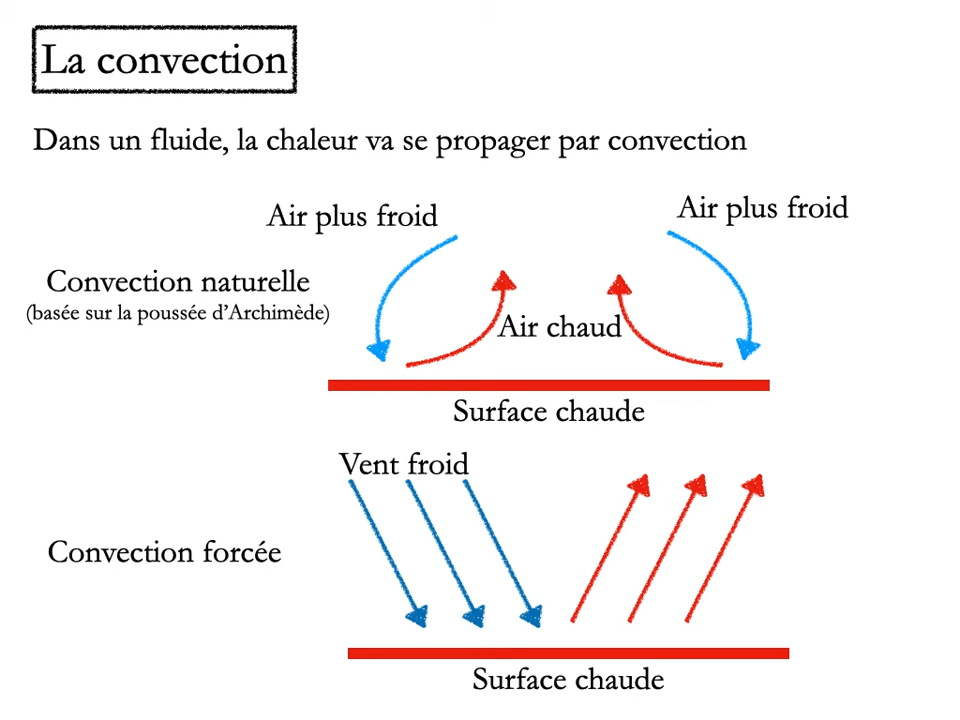 La convection
Dans un fluide, la chaleur va se propager par convection
Air plus froid
Air plus froid
Convection naturelle
(basée sur la poussée d'Archimède)
Air chaud
Surface chaude
Vent froid
Convection forcée
Surface chaude